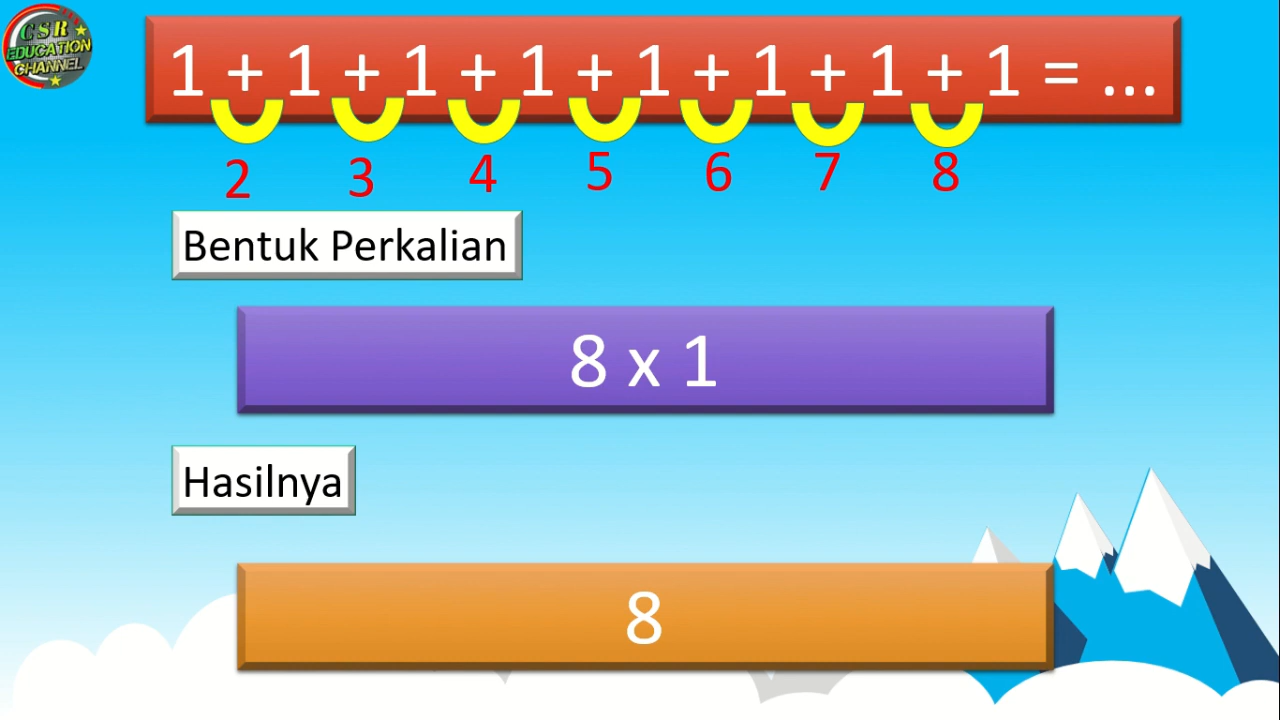 GSR
EDUCATION
CHANNEL
1 + 1 + 1 + 1 + 1 + 1 + 1 + 1 = ...
2 3 4 5 6 7 8
Bentuk Perkalian
8 x 1
Hasilnya
8